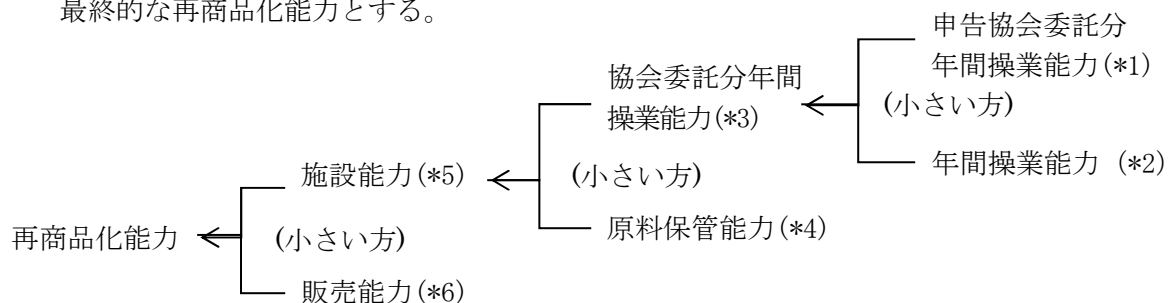 最終的な再商品化能力とする。
申告協会委託分
年間操業能力(*1)
協会委託分年間
操業能力(*3)
(小さい方)
年間操業能力 (*2)
施設能力(*5)
(小さい方)
原料保管能力(*4)
再商品化能力
(小さい方)
販売能力(*6)